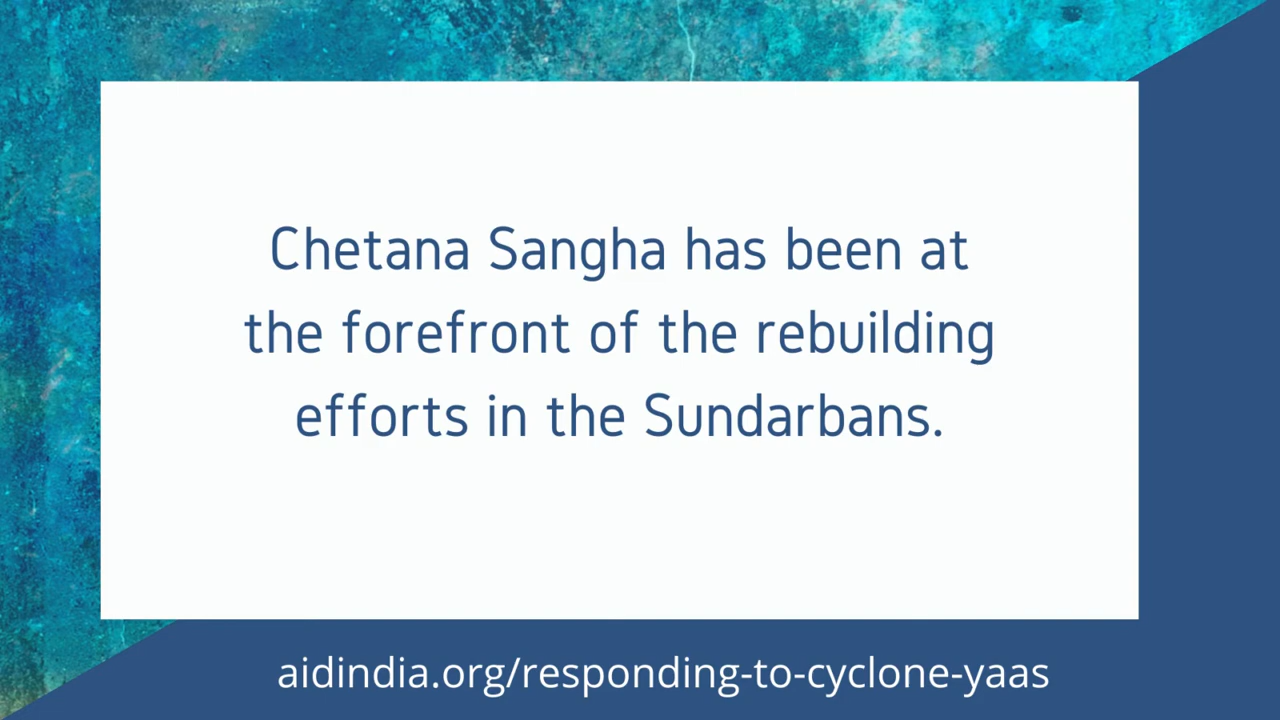 Chetana Sangha has been at
the forefront of the rebuilding
efforts in the Sundarbans.
aidindia.org/responding-to-cyclone-yaas